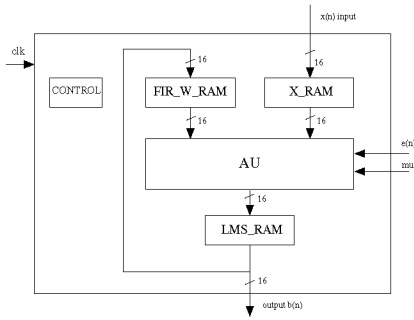 x(n) input
clk
16
16
CONTROL
FIR_W_RAM
X_RAM
16
16
e(n)
AU
mu
16
LMS_RAM
16
output b(n)